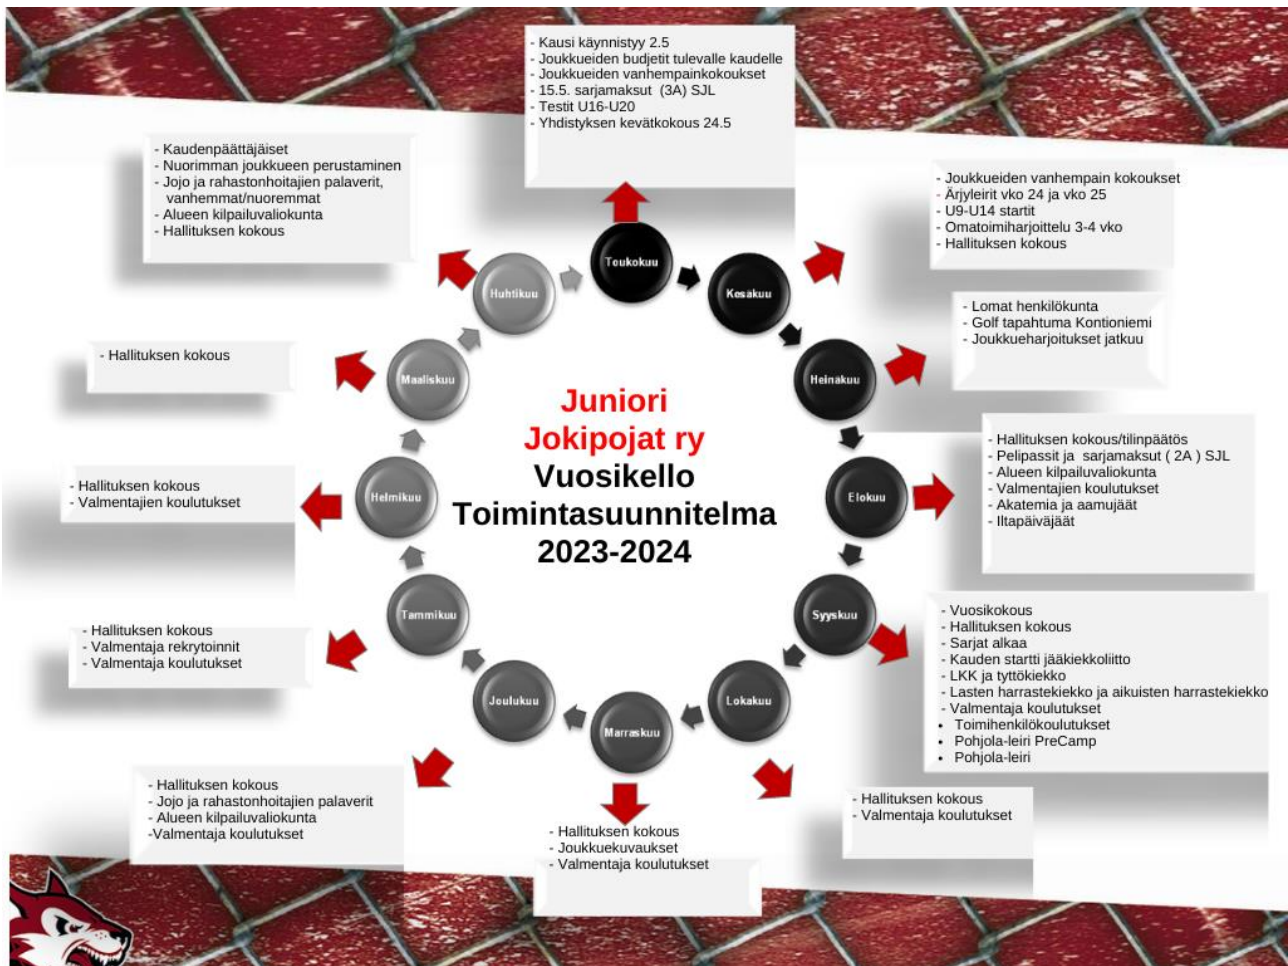 - Kausi käynnistyy 2.5
- Joukkueiden budjetit tulevalle kaudelle
- Joukkueiden vanhempainkokoukset
- 15.5. sarjamaksut  (3A) SJL
- Testit U16-U20
- Yhdistyksen kevätkokous 24.5
- Kaudenpäättäjäiset
- Nuorimman joukkueen perustaminen
- Jojo ja rahastonhoitajien palaverit,
vanhemmat/nuoremmat
- Alueen kilpailuvaliokunta
- Hallituksen kokous
- Joukkueiden vanhempain kokoukset
- Ärjyleirit vko 24 ja vko 25
- U9-U14 startit
- Omatoimiharjoittelu 3-4 vko
- Hallituksen kokous
Toukokuu
Huhtikuu
Kesäkuu
- Lomat henkilökunta
- Golf tapahtuma Kontioniemi
- Joukkueharjoitukset jatkuu
- Hallituksen kokous
Maaliskuu
Heinäkuu
Juniori
Jokipojat ry
Vuosikello
Toimintasuunnitelma
2023-2024
- Hallituksen kokous/tilinpäätös
- Pelipassit ja  sarjamaksut ( 2A ) SJL
- Alueen kilpailuvaliokunta
- Valmentajien koulutukset
- Akatemia ja aamujäät
- Iltapäiväjäät
- Hallituksen kokous
- Valmentajien koulutukset
Helmikuu
Elokuu
Tammikuu
Syyskuu
- Vuosikokous
- Hallituksen kokous
- Sarjat alkaa
- Kauden startti jääkiekkoliitto
- LKK ja tyttökiekko
- Lasten harrastekiekko ja aikuisten harrastekiekko
- Valmentaja koulutukset
• Toimihenkilökoulutukset
• Pohjola-leiri PreCamp
• Pohjola-leiri
- Hallituksen kokous
- Valmentaja rekrytoinnit
- Valmentaja koulutukset
Joulukuu
Lokakuu
Marraskuu
- Hallituksen kokous
- Jojo ja rahastonhoitajien palaverit
- Alueen kilpailuvaliokunta
-Valmentaja koulutukset
- Hallituksen kokous
- Joukkuekuvaukset
- Valmentaja koulutukset
- Hallituksen kokous
- Valmentaja koulutukset